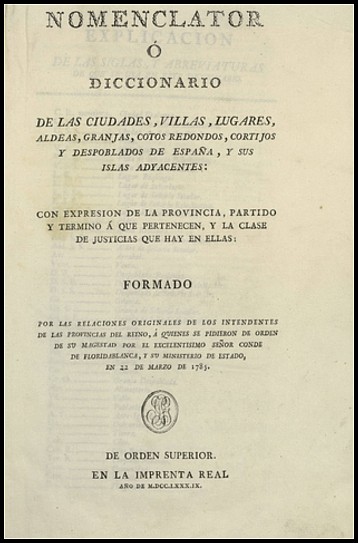 NOMENCLATOR
Ó
DICCIONARIO
DE LAS CIUDADES, VILLAS, LUGARES,
ALDEAS, GRANJAS, COTOS REDONDOS, CORTIJOS
Y DESPOBLADOS DE ESPAÑA, Y SUS
ISLAS ADYACENTES:
CON EXPRESION DE LA PROVINCIA, PARTIDO
Y TERMINO Á QUE PERTENECEN, Y LA CLASE
DE JUSTICIAS QUE HAY EN ELLAS:
FORMADO
POR LAS RELACIONES ORIGINALES DE LOS INTENDENTES
DE LAS PROVINCIAS DEL REYNO, Á QUIENES SE PIDIERON DE ORDEN
DE SU MAGESTAD POR EL EXCELENTISIMO SEÑOR CONDE
DE FLORIDABLANCA, Y SU MINISTERIO DE ESTADO,
EN 22 DE MARZO DE 1785.
DE ORDEN SUPERIOR.
EN LA IMPRENTA REAL
AÑO DE M.DCC.LXXX.IX.